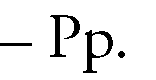 – Pp.